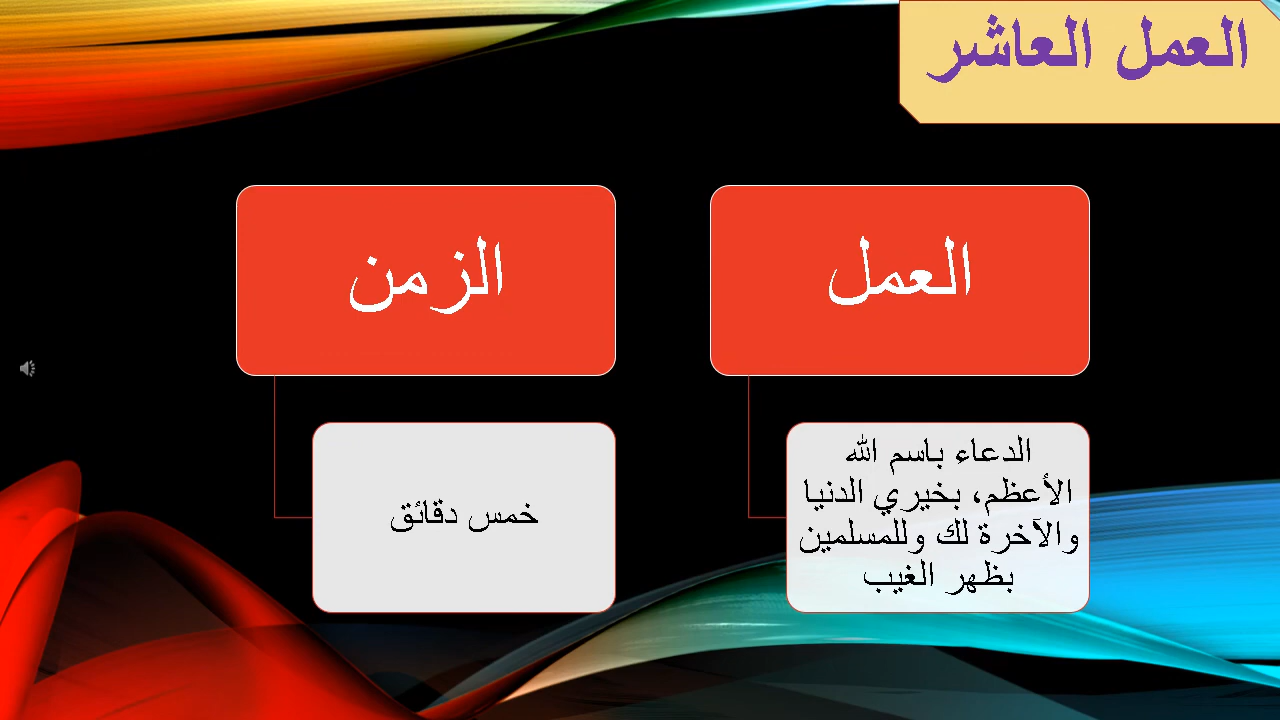 العمل العاشر
العمل
الزمن
الدعاء باسم الله
الأعظم، بخيري الدنيا
والآخرة لك وللمسلمين
بظهر الغيب
خمس دقائق